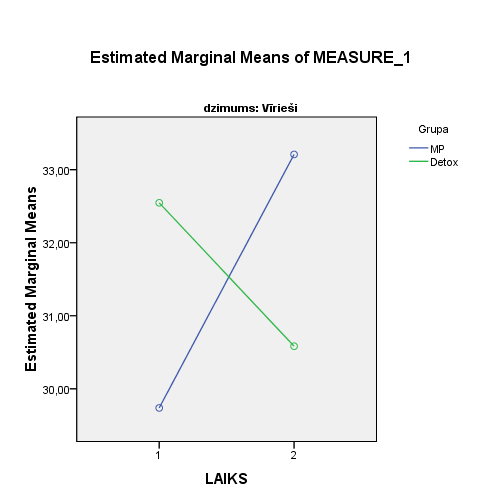 Estimated Marginal Means of MEASURE_1
dzimums: Vīrieši
Grupa
MP
Detox
Estimated Marginal Means
33,00
32,00
31,00
30,00
1
2
LAIKS